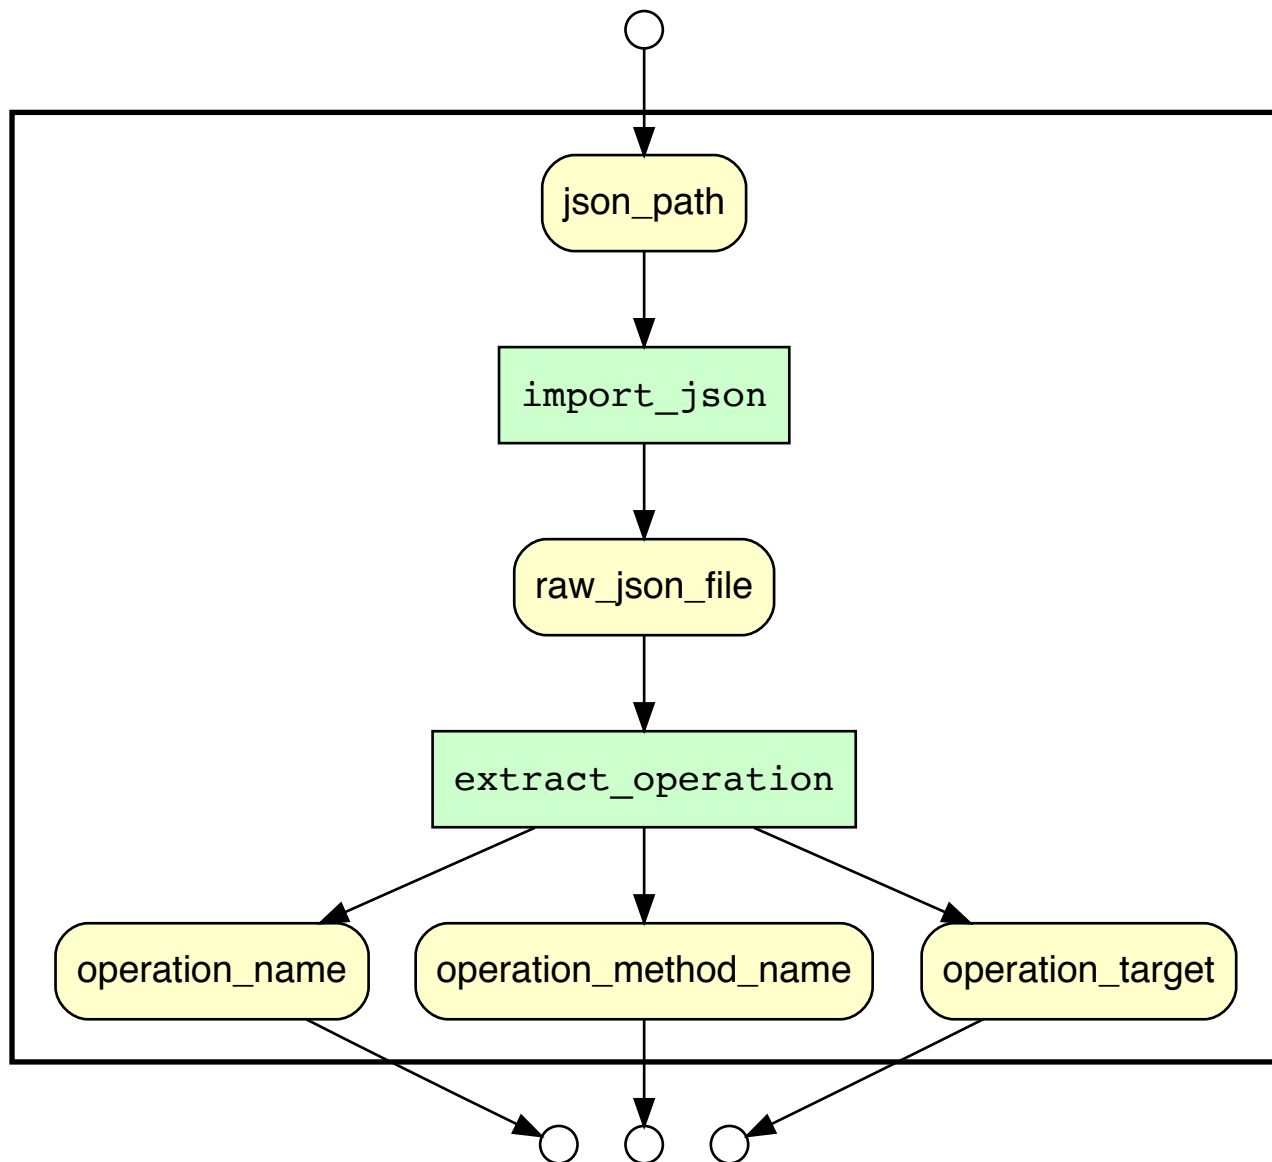 json_path
import_json
raw_json_file
extract_operation
operation_name
operation_method_name
operation_target